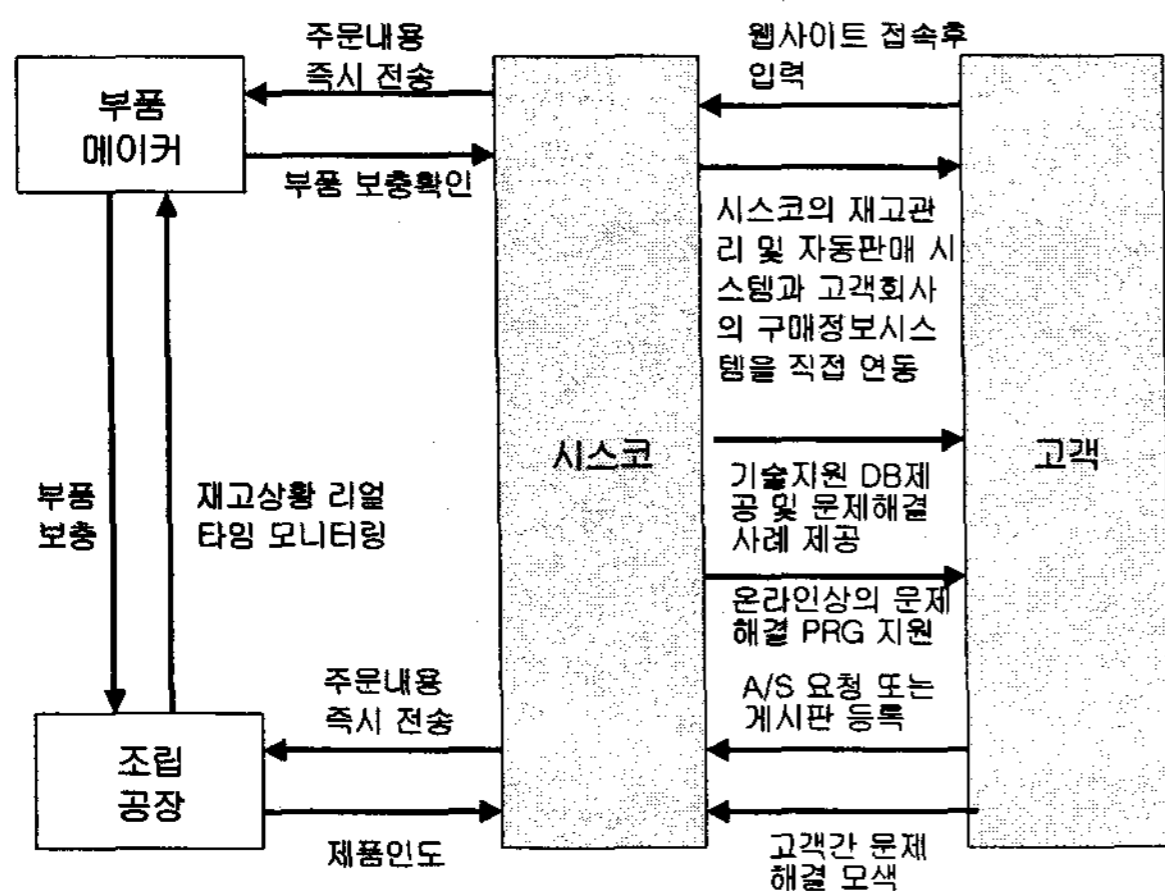 주문내용
즉시 전송
웹사이트 접속후
입력
부품
메이커
부품 보충확인
시스코의 재고관
리 및 자동판매 시
스템과 고객회사
의 구매정보시스
템을 직접 연동
시스코
고객
기술지원 DB제
공 및 문제해결
사례 제공
부품
보충
재고상황 리얼
타임 모니터링
온라인상의 문제
해결 PRG 지원
주문내용
즉시 전송
A/S 요청 또는
게시판 등록
조립
공장
제품인도
고객간 문제
해결 모색